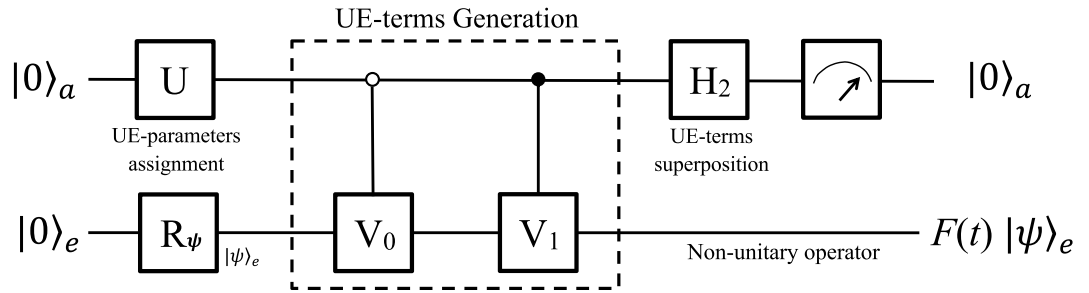 UE-terms Generation
|0⟩ₐ
U
H₂
|0⟩ₐ
UE-parameters
assignment
UE-terms
superposition
|0⟩ₑ
R𝛙
|ψ⟩ₑ
V₀
V₁
Non-unitary operator
F(t) |ψ⟩ₑ